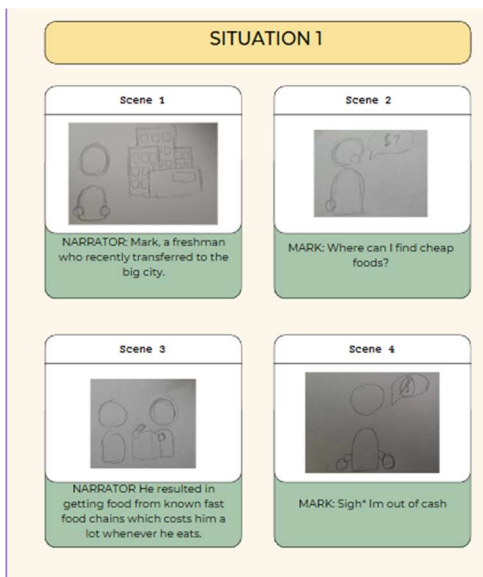 SITUATION 1
Scene 1
NARRATOR: Mark, a freshman
who recently transferred to the
big city.
Scene 2
$?
MARK: Where can I find cheap
foods?
Scene 3
NARRATOR He resulted in
getting food from known fast
food chains which costs him a
lot whenever he eats.
Scene 4
MARK: Sigh* Im out of cash